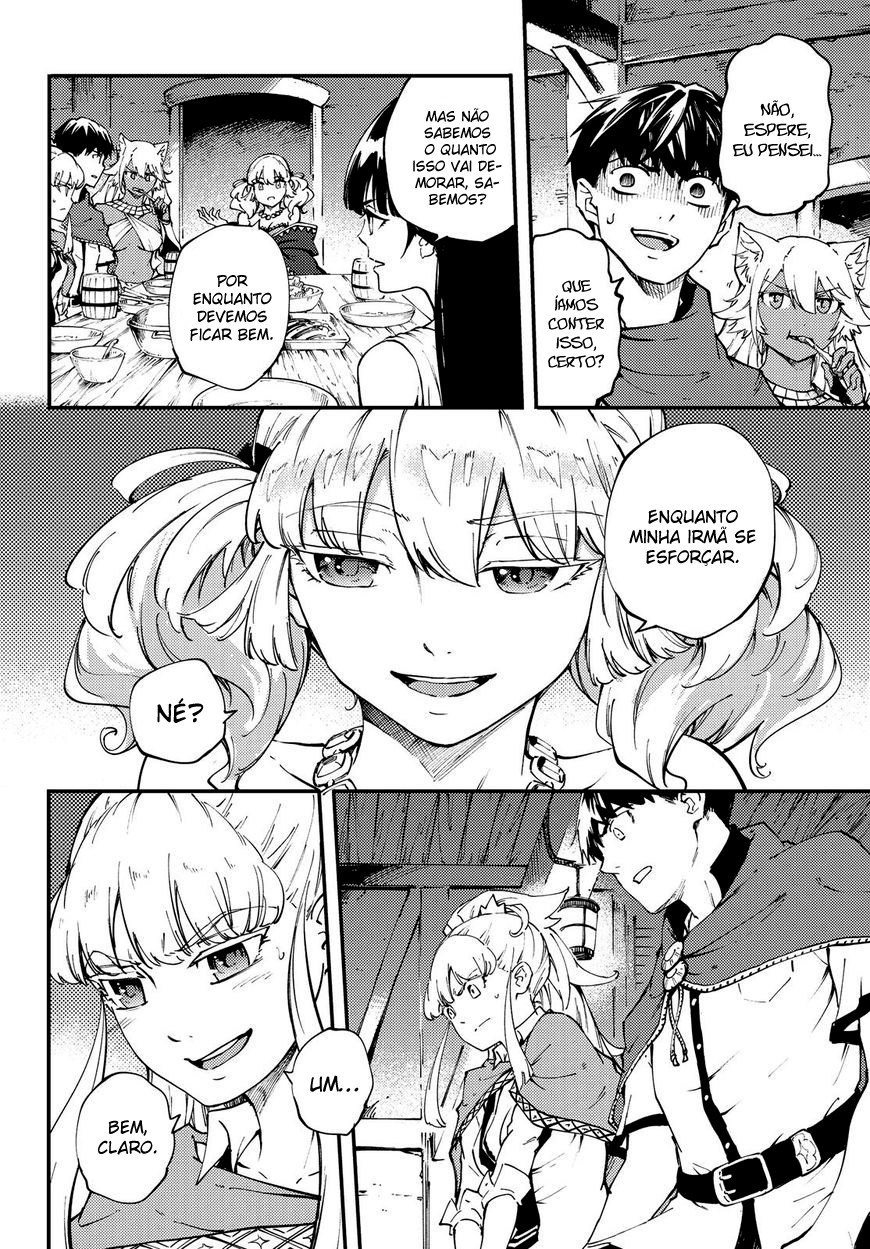 NÃO,
ESPERE,
EU PENSEI...
QUE
ÍAMOS
CONTER
ISSO,
CERTO?
MAS NÃO
SABEMOS
O QUANTO
ISSO VAI DE-
MORAR, SA-
BEMOS?
POR
ENQUANTO
DEVEMOS
FICAR BEM.
ENQUANTO
MINHA IRMÃ SE
ESFORÇAR.
NÉ?
UM...
BEM,
CLARO.